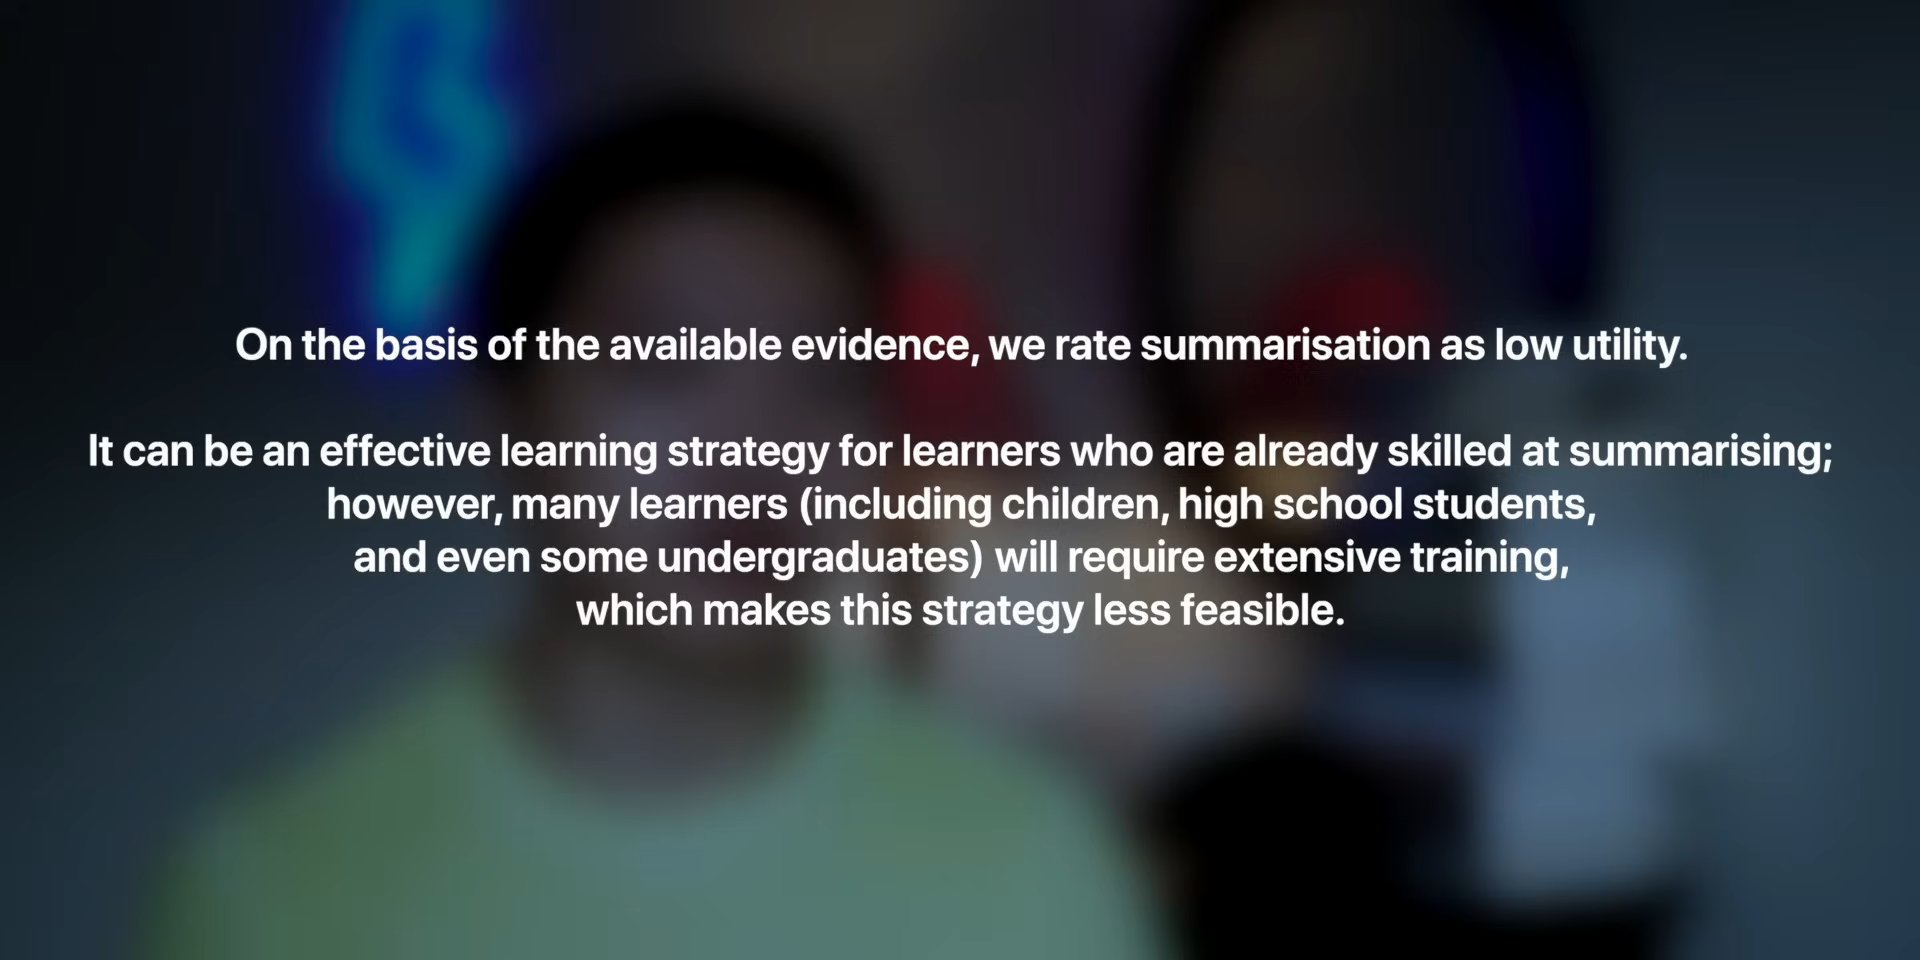 On the basis of the available evidence, we rate summarisation as low utility.
It can be an effective learning strategy for learners who are already skilled at summarising;
however, many learners (including children, high school students,
and even some undergraduates) will require extensive training,
which makes this strategy less feasible.